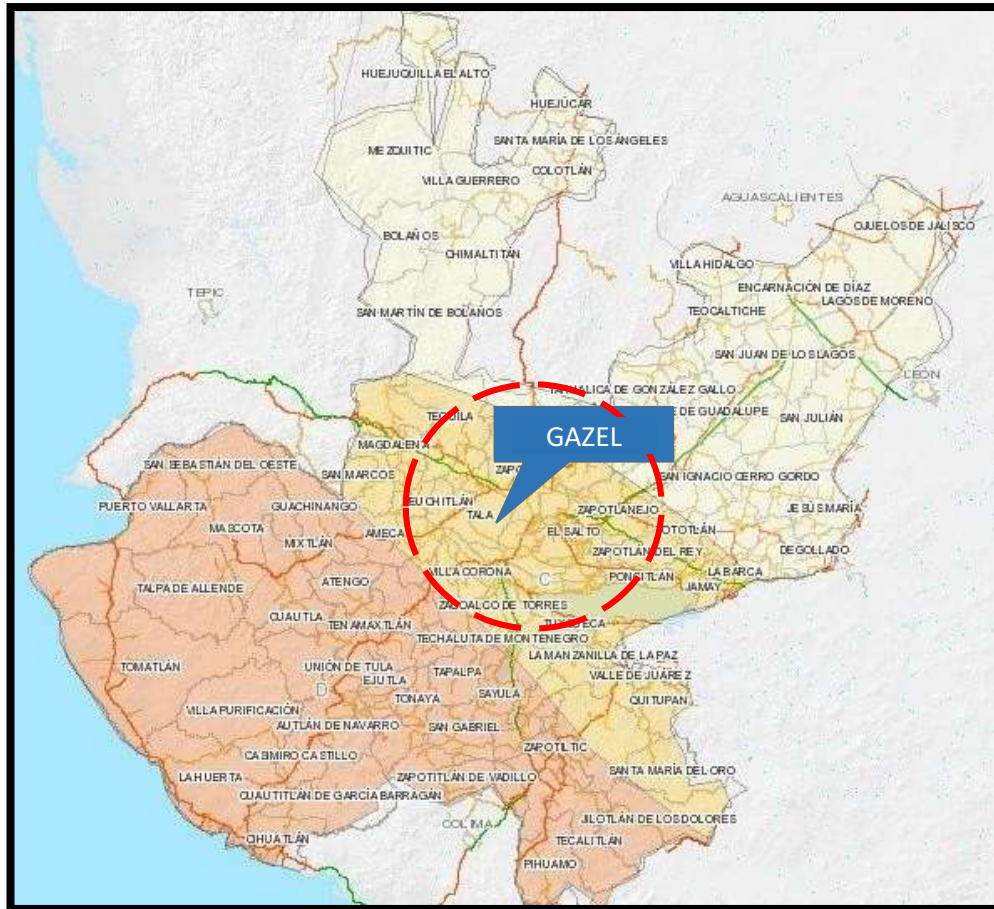 HUEJUQUILLA EL ALTO
HUEJÚCAR
SANTA MARÍA DE LOS ÁNGELES
MEZQUITIC
COLOTLÁN
VILLA GUERRERO
AGUASCALIENTES
OJUELOS DE JALISCO
BOLAÑOS
CHIMALTITÁN
VILLA HIDALGO
TEPIC
ENCARNACIÓN DE DÍAZ
LAGOS DE MORENO
TEOCALTICHE
SAN MARTÍN DE BOLAÑOS
SAN JUAN DE LOS LAGOS
LEÓN
DE GONZÁLEZ GALLO
TEQUILA
DE GUADALUPE
SAN JULIÁN
GAZEL
MAGDALENA
SAN SEBASTIÁN DEL OESTE
SAN MARCOS
SAN IGNACIO CERRO GORDO
PUERTO VALLARTA
GUACHINANGO
TALA
ZAPOTLANEJO
JESÚS MARÍA
MASCOTA
AMECA
EL SALTO
MIXTLÁN
ZAPOTLÁN DEL REY
DEGOLLADO
VILLA CORONA
C
PONCITLÁN
LA BARCA
TALPA DE ALLENDE
ATENGO
JAMAY
CUAUTLA
ZACOALCO DE TORRES
TENAMAXTLÁN
TECHALUTA DE MONTENEGRO
LA MANZANILLA DE LA PAZ
TOMATLÁN
UNIÓN DE TULA
TAPALPA
VALLE DE JUÁREZ
EJUTLA
D
TONAYA
SAYULA
QUITUPAN
VILLA PURIFICACIÓN
AUTLÁN DE NAVARRO
SAN GABRIEL
ZAPOTILTIC
CASIMIRO CASTILLO
SANTA MARÍA DEL ORO
LA HUERTA
ZAPOTITLÁN DE VADILLO
CUAUTITLÁN DE GARCÍA BARRAGÁN
COLIMA
JILOTLÁN DE LOS DOLORES
CIHUATLÁN
TECALITLÁN
PIHUAMO